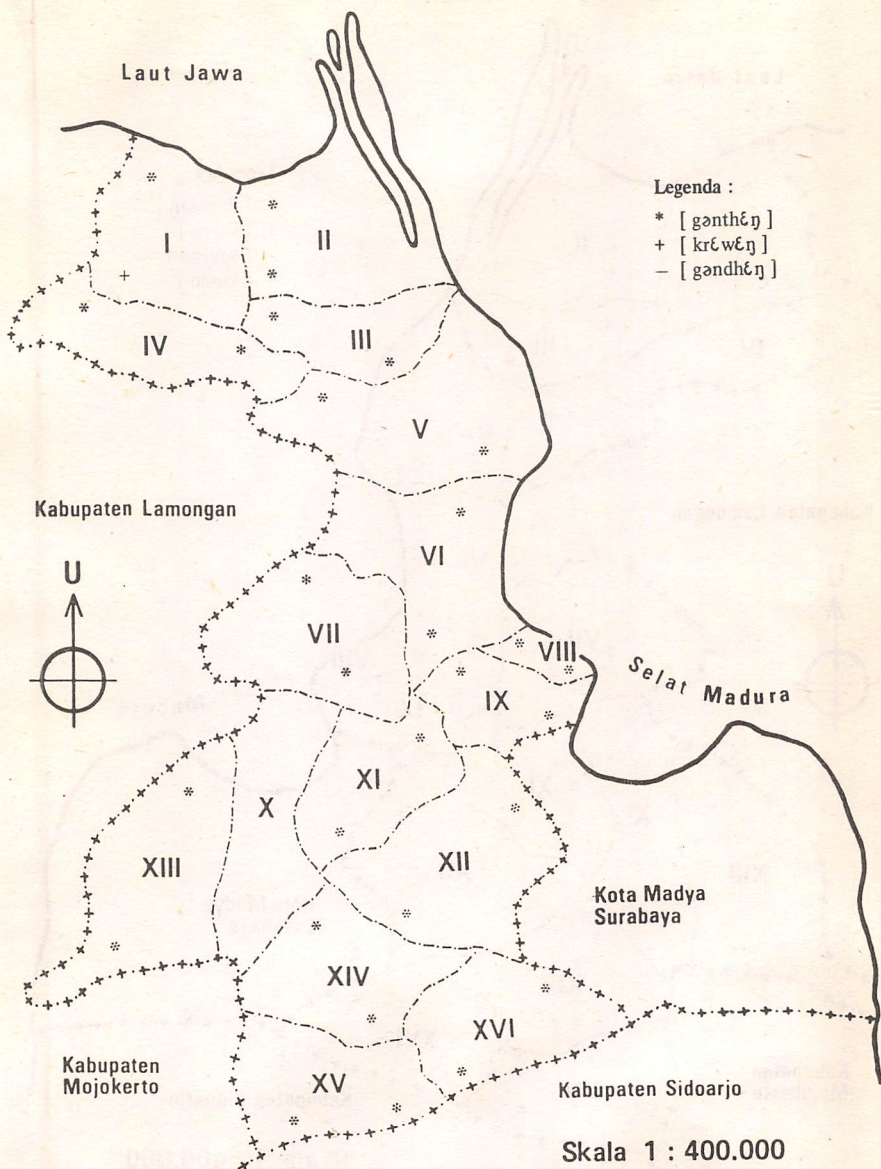 Laut Jawa
Legenda :
* [ gənthɛŋ ]
+ [ krɛwɛŋ ]
– [ gəndhɛŋ ]
I
II
III
IV
V
Kabupaten Lamongan
VI
U
VII
VIII
Selat Madura
IX
X
XI
XII
XIII
Kota Madya
Surabaya
XIV
XVI
Kabupaten
Mojokerto
XV
Kabupaten Sidoarjo
Skala 1 : 400.000